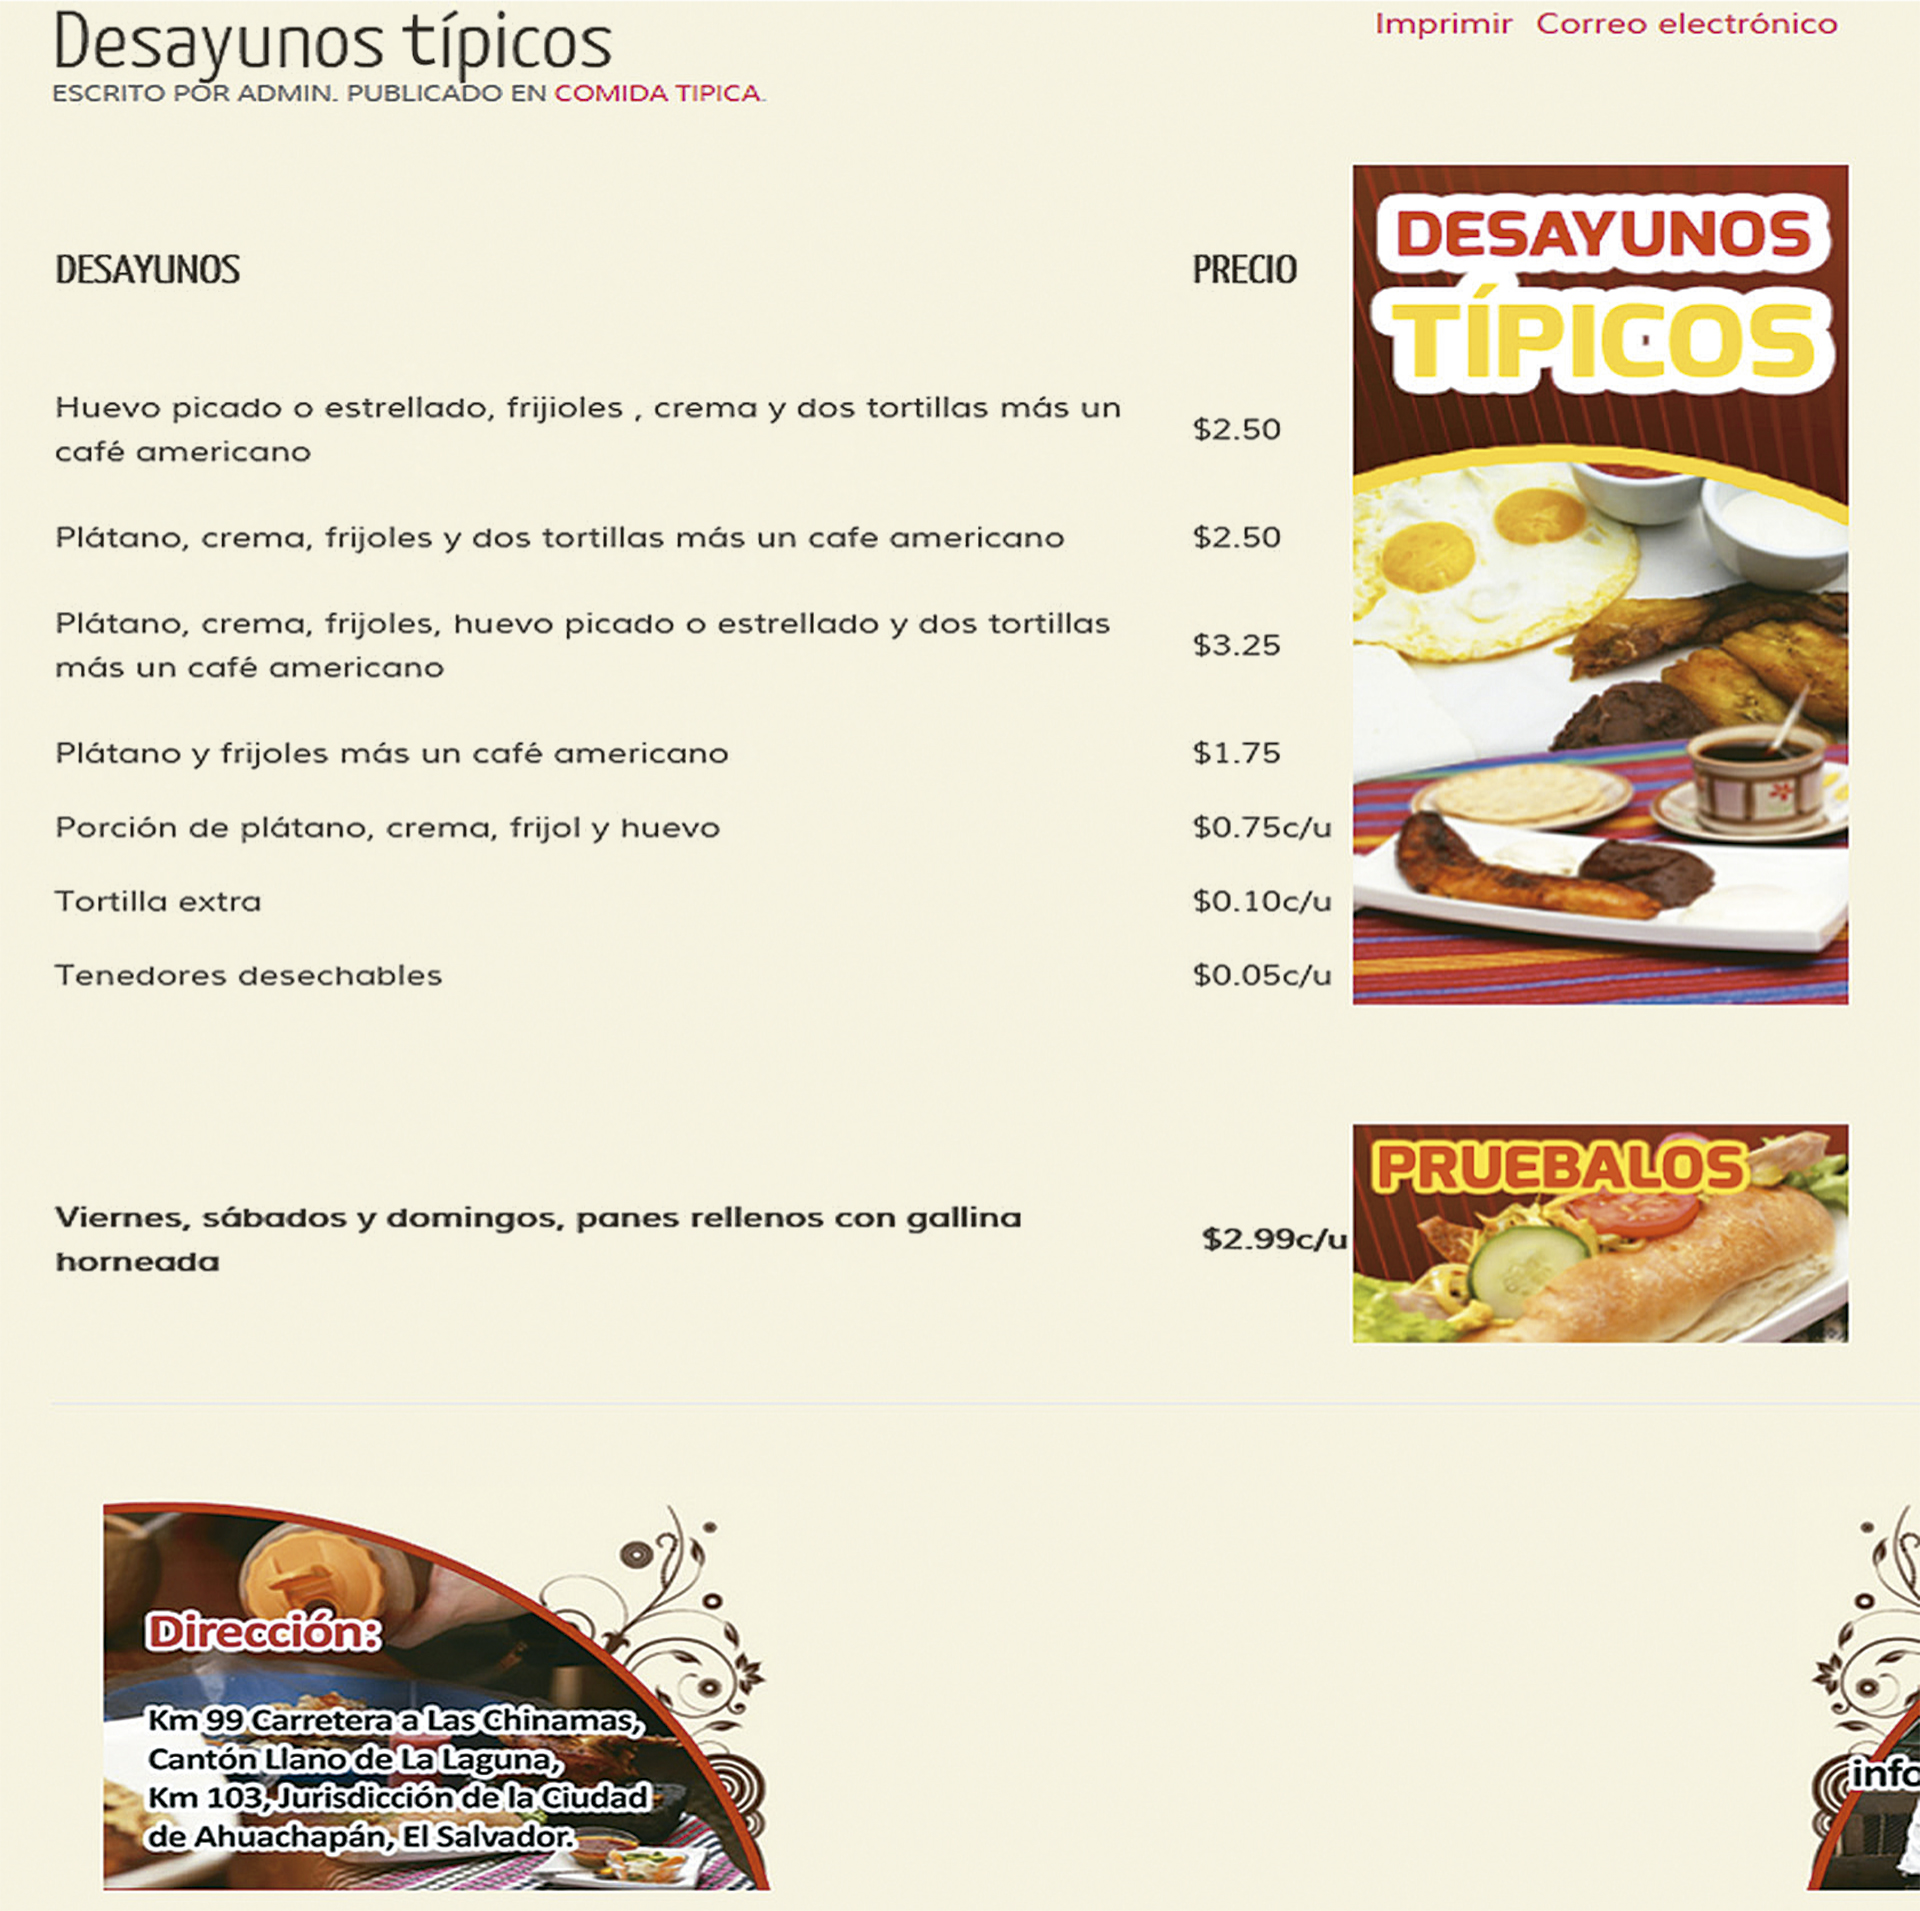 Desayunos típicos
Imprimir Correo electrónico
ESCRITO POR ADMIN. PUBLICADO EN COMIDA TIPICA.
DESAYUNOS PRECIO
Huevo picado o estrellado, frijioles , crema y dos tortillas más un
café americano
$2.50
Plátano, crema, frijoles y dos tortillas más un cafe americano $2.50
Plátano, crema, frijoles, huevo picado o estrellado y dos tortillas
más un café americano
$3.25
Plátano y frijoles más un café americano $1.75
Porción de plátano, crema, frijol y huevo $0.75c/u
Tortilla extra $0.10c/u
Tenedores desechables $0.05c/u
DESAYUNOS
TÍPICOS
Viernes, sábados y domingos, panes rellenos con gallina
horneada
$2.99c/u
PRUEBALOS
Dirección:
Km 99 Carretera a Las Chinamas,
Cantón Llano de La Laguna,
Km 103, Jurisdicción de la Ciudad
de Ahuachapán, El Salvador.
info